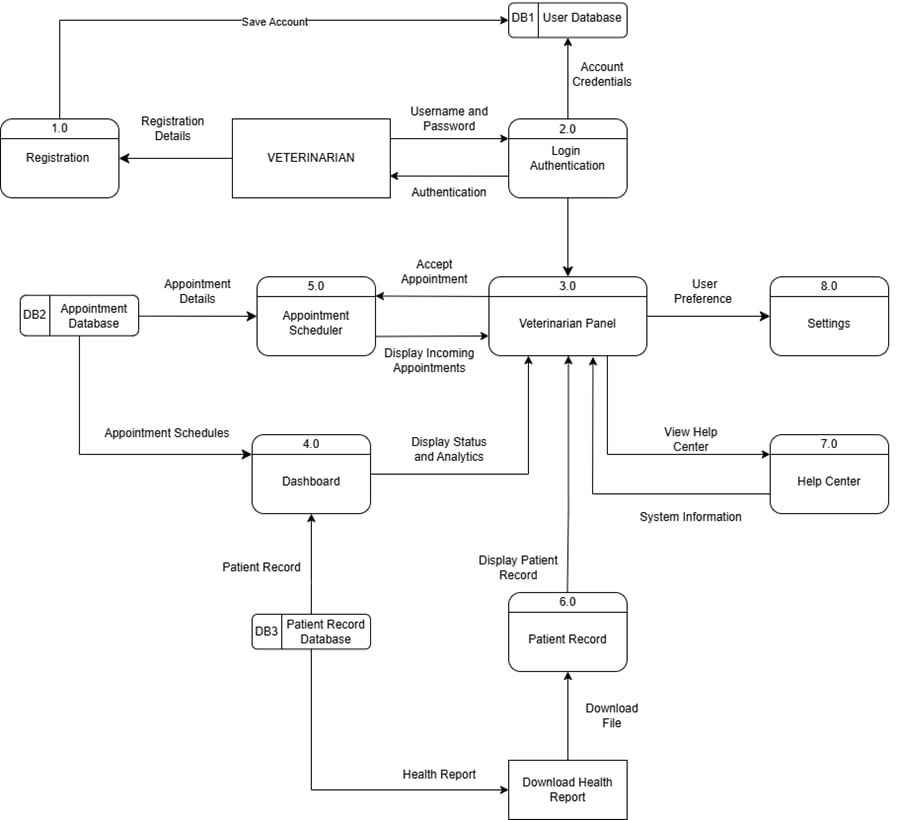 Save Account
DB1
User Database
Account
Credentials
1.0
Registration
Registration
Details
VETERINARIAN
Username and
Password
Authentication
2.0
Login
Authentication
Accept
Appointment
Appointment
Details
5.0
Appointment
Scheduler
3.0
Veterinarian Panel
User
Preference
8.0
Settings
DB2
Appointment
Database
Display Incoming
Appointments
Appointment Schedules
4.0
Dashboard
Display Status
and Analytics
View Help
Center
7.0
Help Center
System Information
Patient Record
Display Patient
Record
6.0
Patient Record
DB3
Patient Record
Database
Download
File
Health Report
Download Health
Report